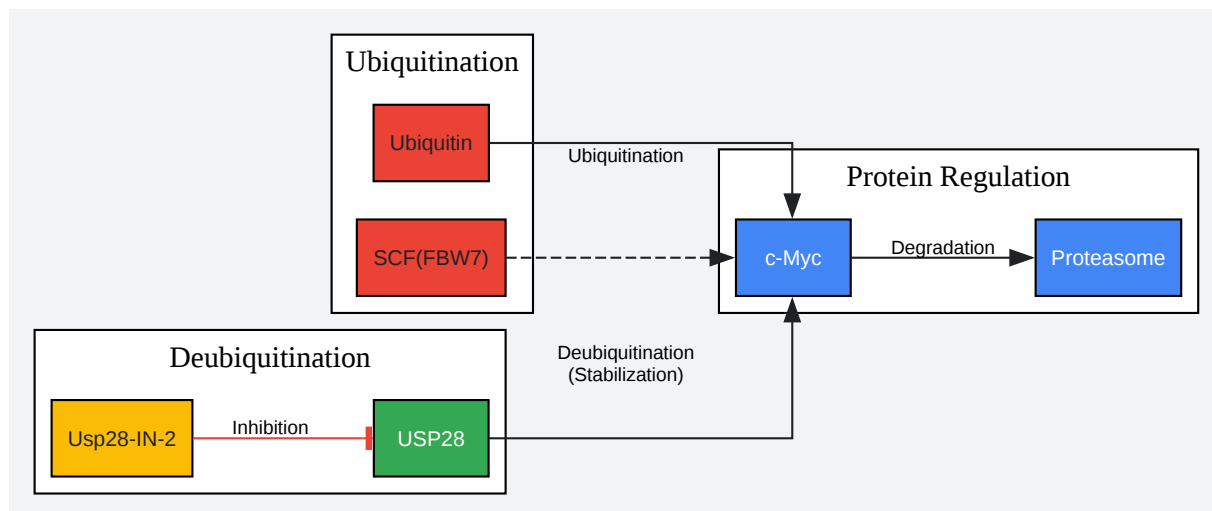 Ubiquitination
Ubiquitin
Ubiquitination
SCF(FBW7)
Protein Regulation
c-Myc
Degradation
Proteasome
Deubiquitination
(Stabilization)
Deubiquitination
Usp28-IN-2
Inhibition
USP28